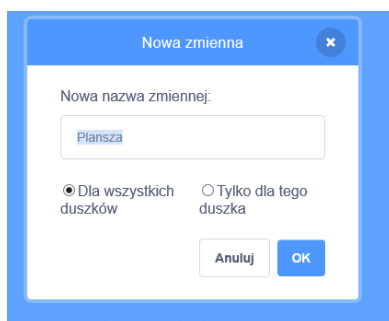 Nowa zmienna
Nowa nazwa zmiennej:
Plansza
Dla wszystkich duszków
Tylko dla tego duszka
Anuluj
OK